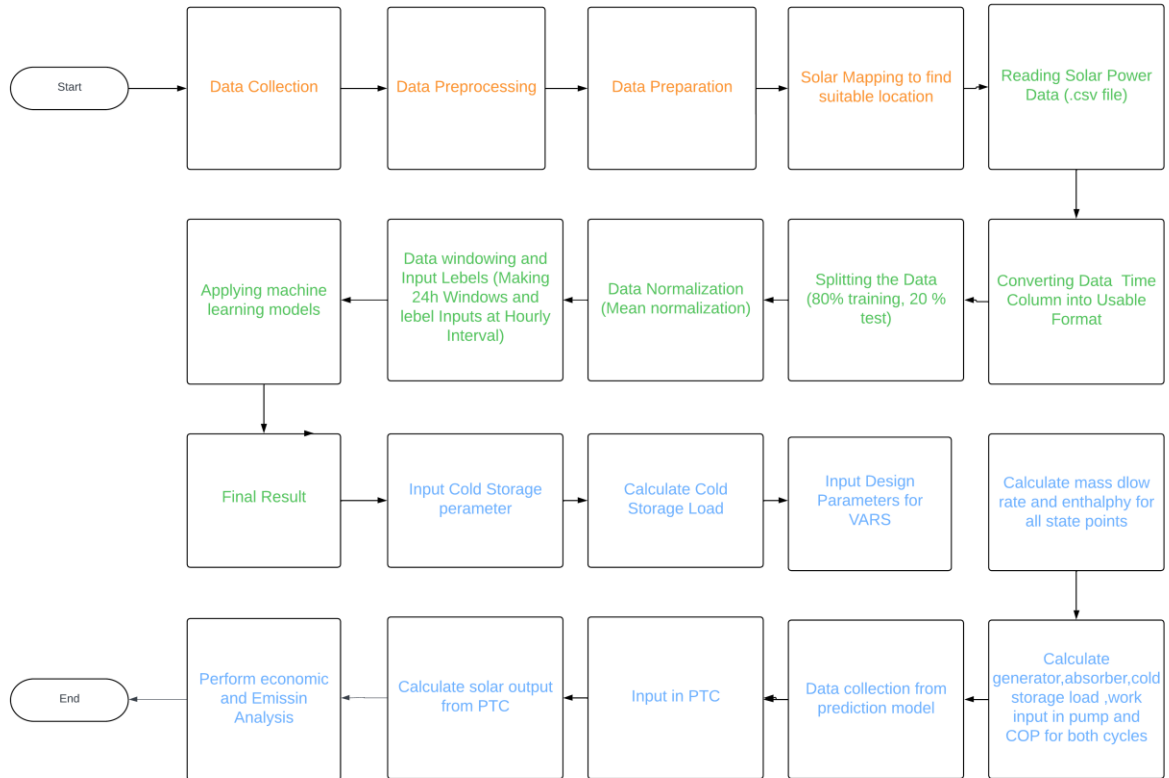 Start
Data Collection
Data Preprocessing
Data Preparation
Solar Mapping to find
suitable location
Reading Solar Power
Data (.csv file)
Applying machine
learning models
Data windowing and
Input Lebels (Making
24h Windows and
lebel Inputs at Hourly
Interval)
Data Normalization
(Mean normalization)
Splitting the Data
(80% training, 20 %
test)
Converting Data  Time
Column into Usable
Format
Final Result
Input Cold Storage
perameter
Calculate Cold
Storage Load
Input Design
Parameters for
VARS
Calculate mass dlow
rate and enthalphy for
all state points
End
Perform economic
and Emissin
Analysis
Calculate solar output
from PTC
Input in PTC
Data collection from
prediction model
Calculate
generator,absorber,cold
storage load ,work
input in pump and
COP for both cycles